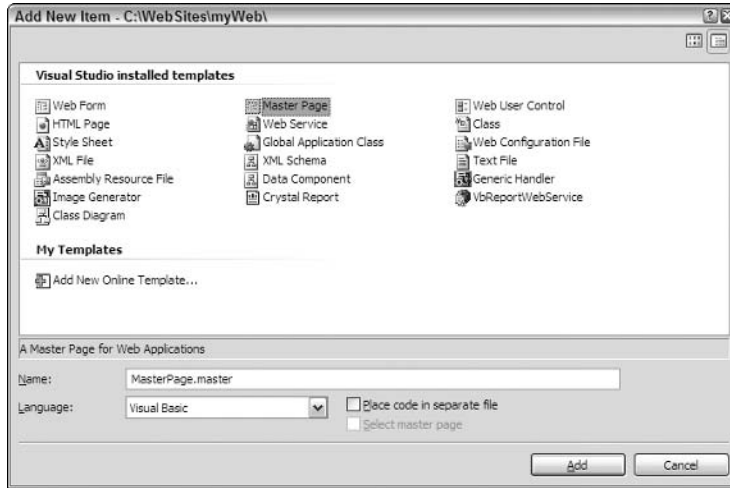 Add New Item - C:\WebSites\myWeb\
Visual Studio installed templates
Web Form
Master Page
Web User Control
HTML Page
Web Service
Class
Style Sheet
Global Application Class
Web Configuration File
XML File
XML Schema
Text File
Assembly Resource File
Data Component
Generic Handler
Image Generator
Crystal Report
VbReportWebService
Class Diagram
My Templates
Add New Online Template...
A Master Page for Web Applications
Name: MasterPage.master
Language: Visual Basic
Place code in separate file
Select master page
Add
Cancel